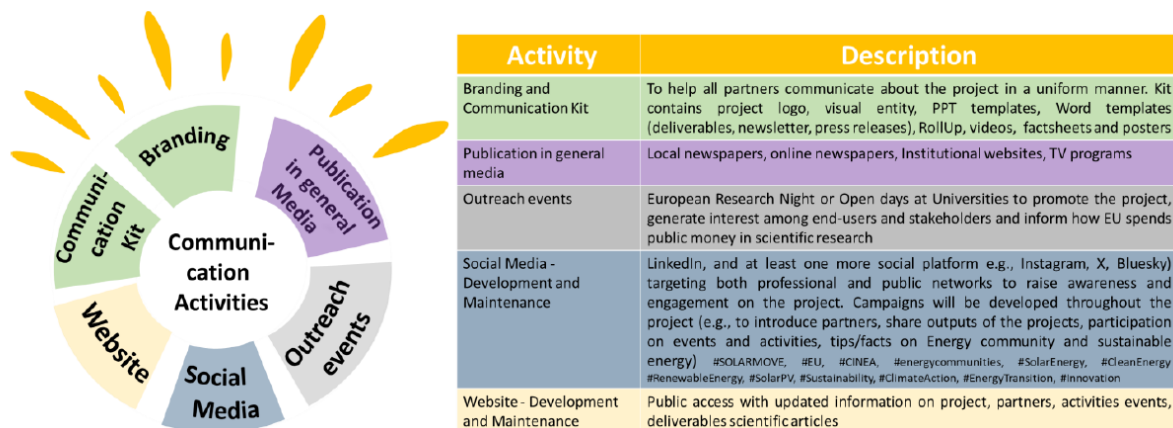 Branding
Publication
in general
Media
Outreach
events
Social
Media
Website
Communi-
cation
Kit
Communi-
cation
Activities
Activity
Description
Branding and
Communication Kit
To help all partners communicate about the project in a uniform manner. Kit
contains project logo, visual entity, PPT templates, Word templates
(deliverables, newsletter, press releases), RollUp, videos, factsheets and posters
Publication in general
media
Local newspapers, online newspapers, Institutional websites, TV programs
Outreach events
European Research Night or Open days at Universities to promote the project,
generate interest among end-users and stakeholders and inform how EU spends
public money in scientific research
Social Media -
Development and
Maintenance
LinkedIn, and at least one more social platform e.g., Instagram, X, Bluesky)
targeting both professional and public networks to raise awareness and
engagement on the project. Campaigns will be developed throughout the
project (e.g., to introduce partners, share outputs of the projects, participation
on events and activities, tips/facts on Energy community and sustainable
energy) #SOLARMOVE, #EU, #CINEA, #energycommunities, #SolarEnergy, #CleanEnergy
#RenewableEnergy, #SolarPV, #Sustainability, #ClimateAction, #EnergyTransition, #Innovation
Website - Development
and Maintenance
Public access with updated information on project, partners, activities events,
deliverables scientific articles